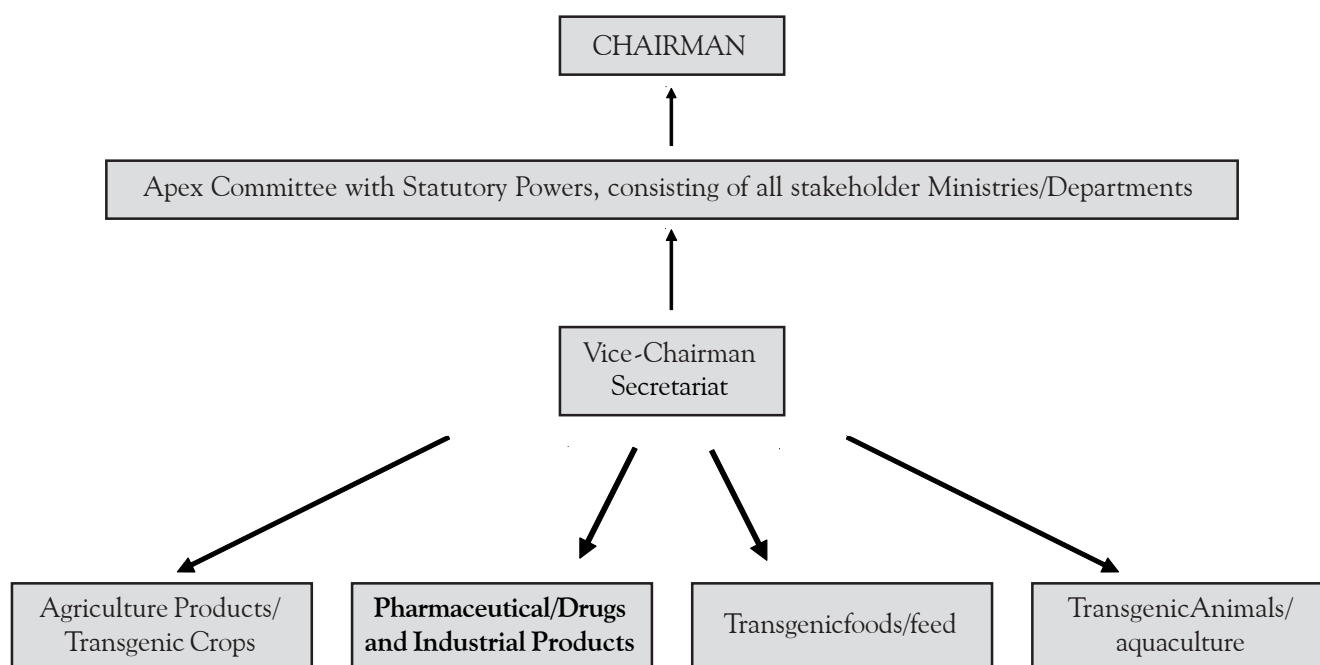 CHAIRMAN
Apex Committee with Statutory Powers, consisting of all stakeholder Ministries/Departments
Vice-Chairman
Secretariat
Agriculture Products/
Transgenic Crops
Pharmaceutical/Drugs
and Industrial Products
Transgenicfoods/feed
TransgenicAnimals/
aquaculture